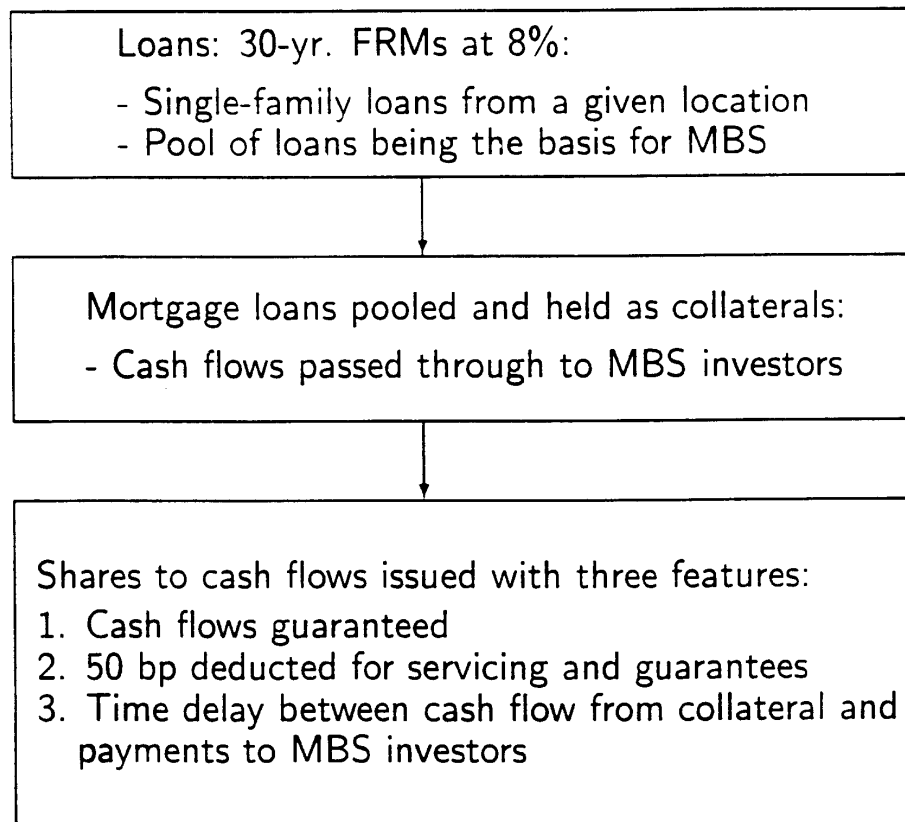 Loans: 30-yr. FRMs at 8%:
- Single-family loans from a given location
- Pool of loans being the basis for MBS
Mortgage loans pooled and held as collaterals:
- Cash flows passed through to MBS investors
Shares to cash flows issued with three features:
1. Cash flows guaranteed
2. 50 bp deducted for servicing and guarantees
3. Time delay between cash flow from collateral and
payments to MBS investors